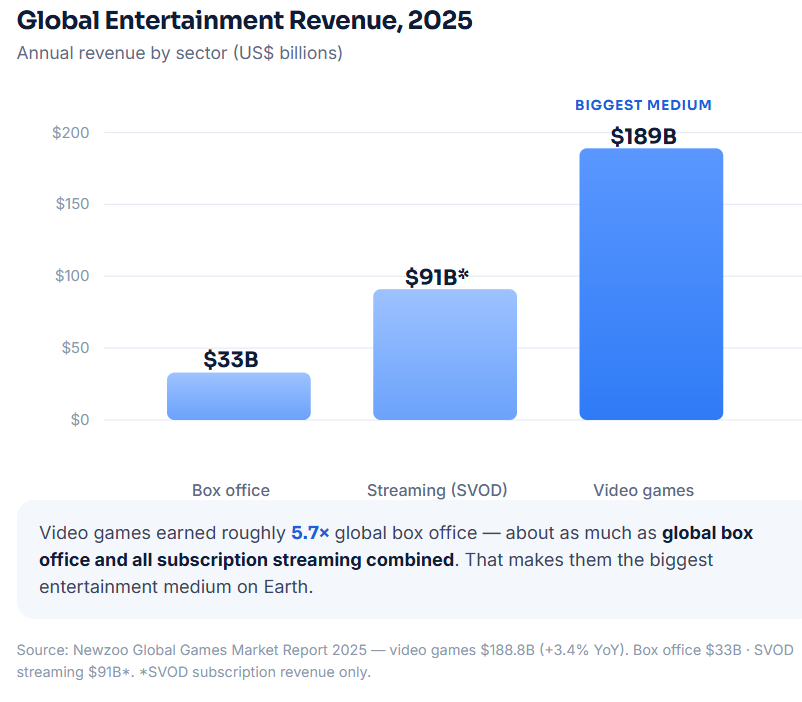 Global Entertainment Revenue, 2025
Annual revenue by sector (US$ billions)
BIGGEST MEDIUM
$200
$189B
$150
$100
$91B*
$50
$33B
$0
Box office
Streaming (SVOD)
Video games
Video games earned roughly 5.7× global box office — about as much as global box
office and all subscription streaming combined. That makes them the biggest
entertainment medium on Earth.
Source: Newzoo Global Games Market Report 2025 — video games $188.8B (+3.4% YoY). Box office $33B · SVOD
streaming $91B*. *SVOD subscription revenue only.